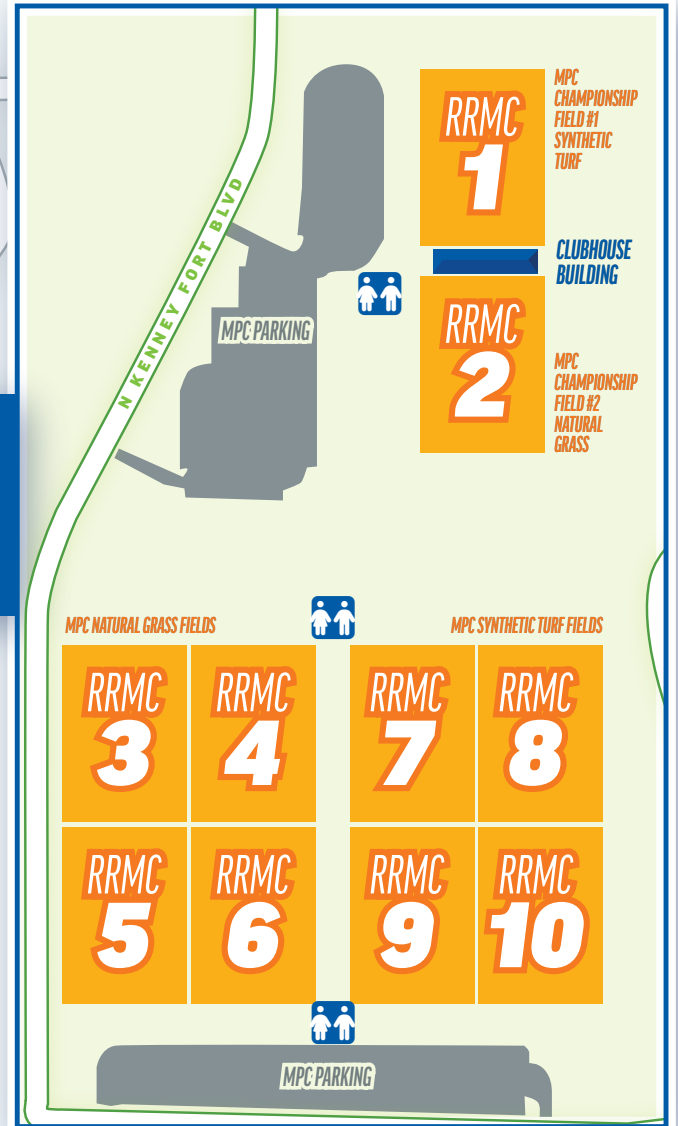 RRMC
1
MPC
CHAMPIONSHIP
FIELD #1
SYNTHETIC
TURF
N KENNEY FORT BLVD
CLUBHOUSE
BUILDING
MPC PARKING
RRMC
2
MPC
CHAMPIONSHIP
FIELD #2
NATURAL
GRASS
MPC NATURAL GRASS FIELDS
MPC SYNTHETIC TURF FIELDS
RRMC
3
RRMC
4
RRMC
7
RRMC
8
RRMC
5
RRMC
6
RRMC
9
RRMC
10
MPC PARKING